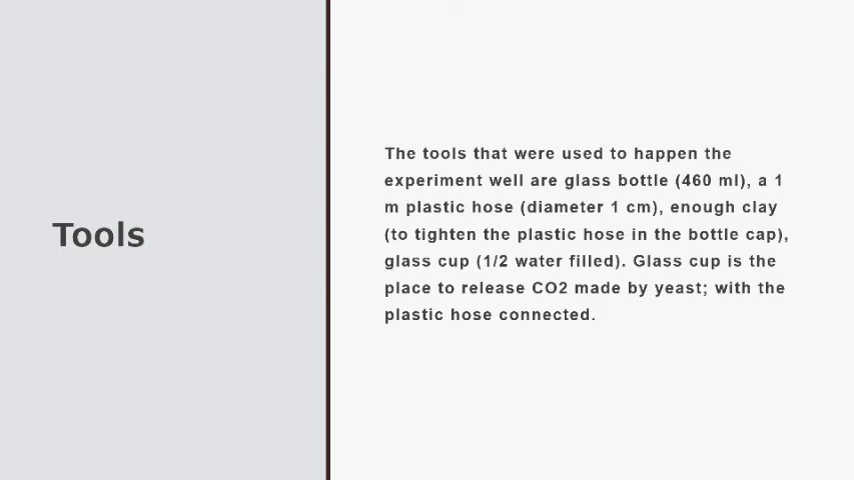 Tools
The tools that were used to happen the
experiment well are glass bottle (460 ml), a 1
m plastic hose (diameter 1 cm), enough clay
(to tighten the plastic hose in the bottle cap),
glass cup (1/2 water filled). Glass cup is the
place to release CO2 made by yeast; with the
plastic hose connected.